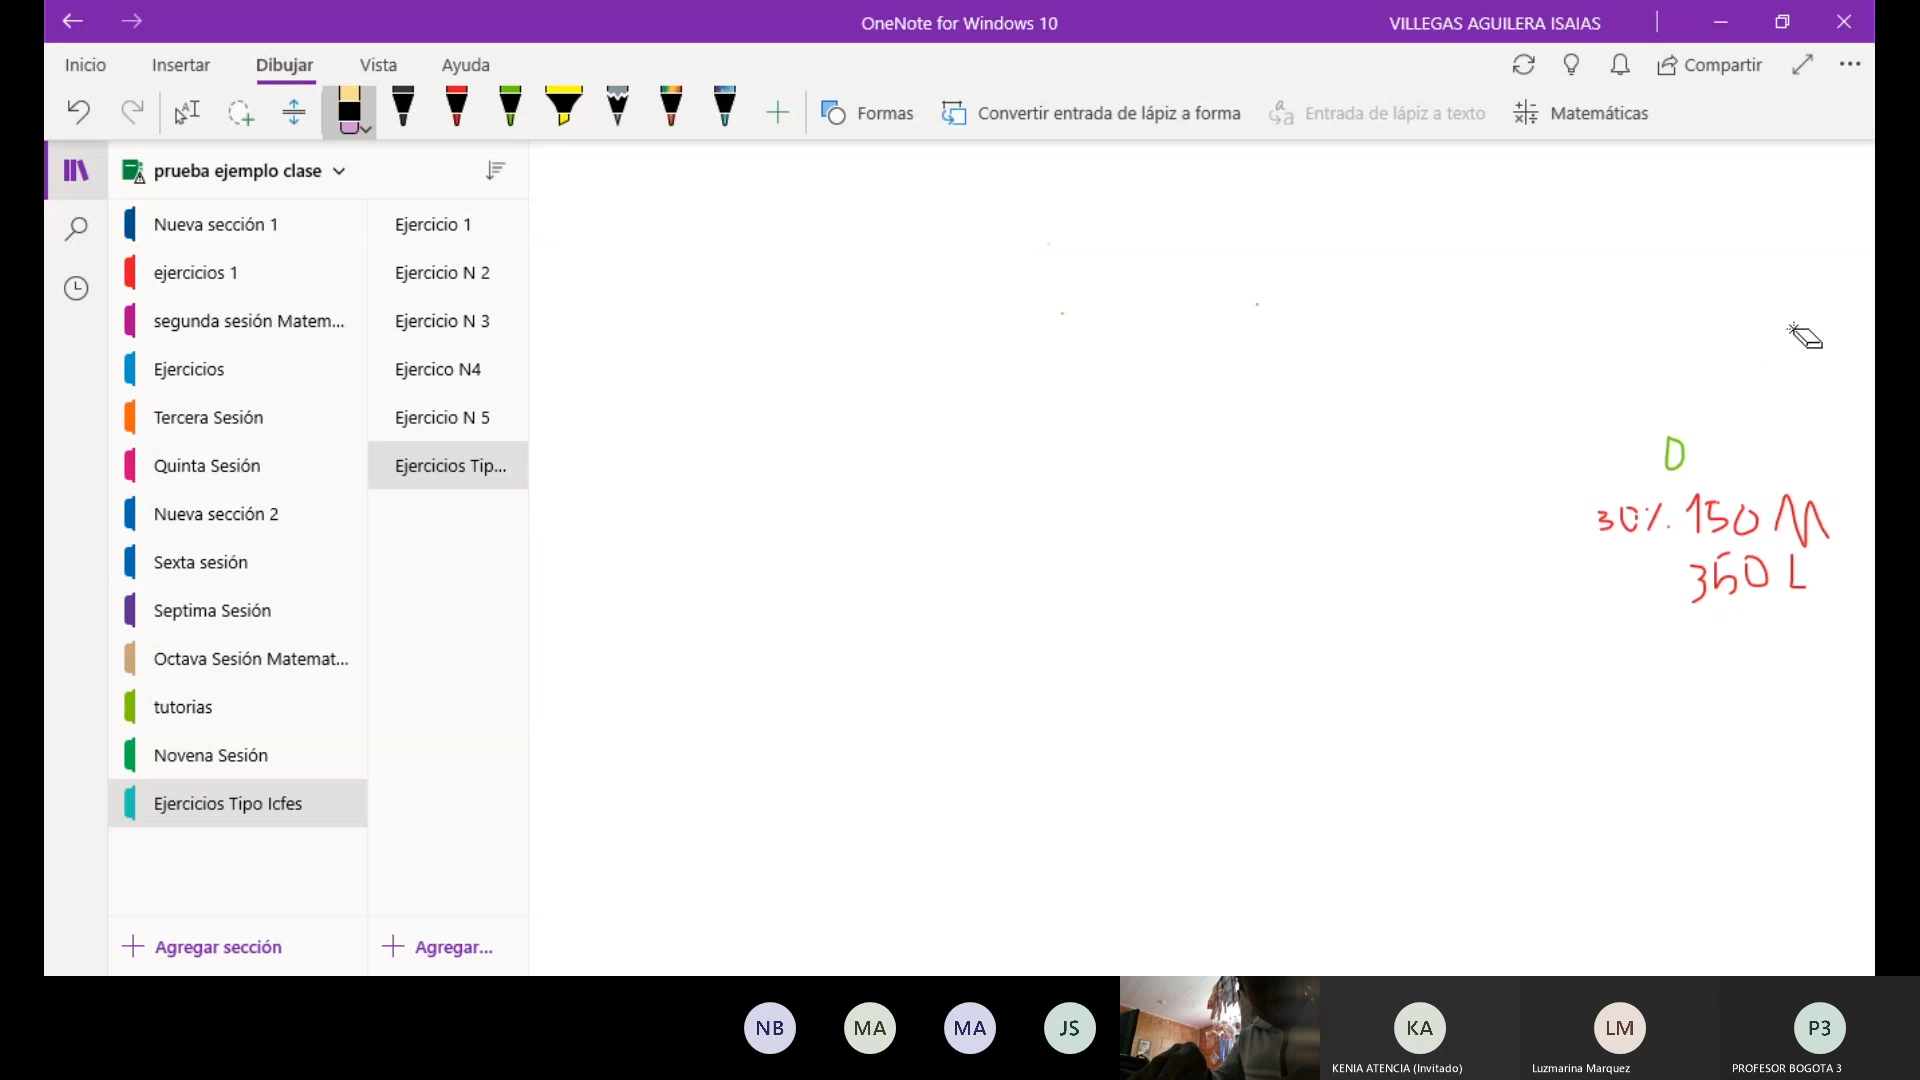 OneNote for Windows 10
VILLEGAS AGUILERA ISAIAS
Inicio
Insertar
Dibujar
Vista
Ayuda
Compartir
Formas
Convertir entrada de lápiz a forma
Entrada de lápiz a texto
Matemáticas
prueba ejemplo clase
Nueva sección 1
ejercicios 1
segunda sesión Matem...
Ejercicios
Tercera Sesión
Quinta Sesión
Nueva sección 2
Sexta sesión
Septima Sesión
Octava Sesión Matemat...
tutorias
Novena Sesión
Ejercicios Tipo Icfes
Agregar sección
Ejercicio 1
Ejercicio N 2
Ejercicio N 3
Ejercico N4
Ejercicio N 5
Ejercicios Tip...
Agregar...
D
30% 150 M
350 L
NB
MA
MA
JS
KA
KENIA ATENCIA (Invitado)
LM
Luzmarina Marquez
P3
PROFESOR BOGOTA 3